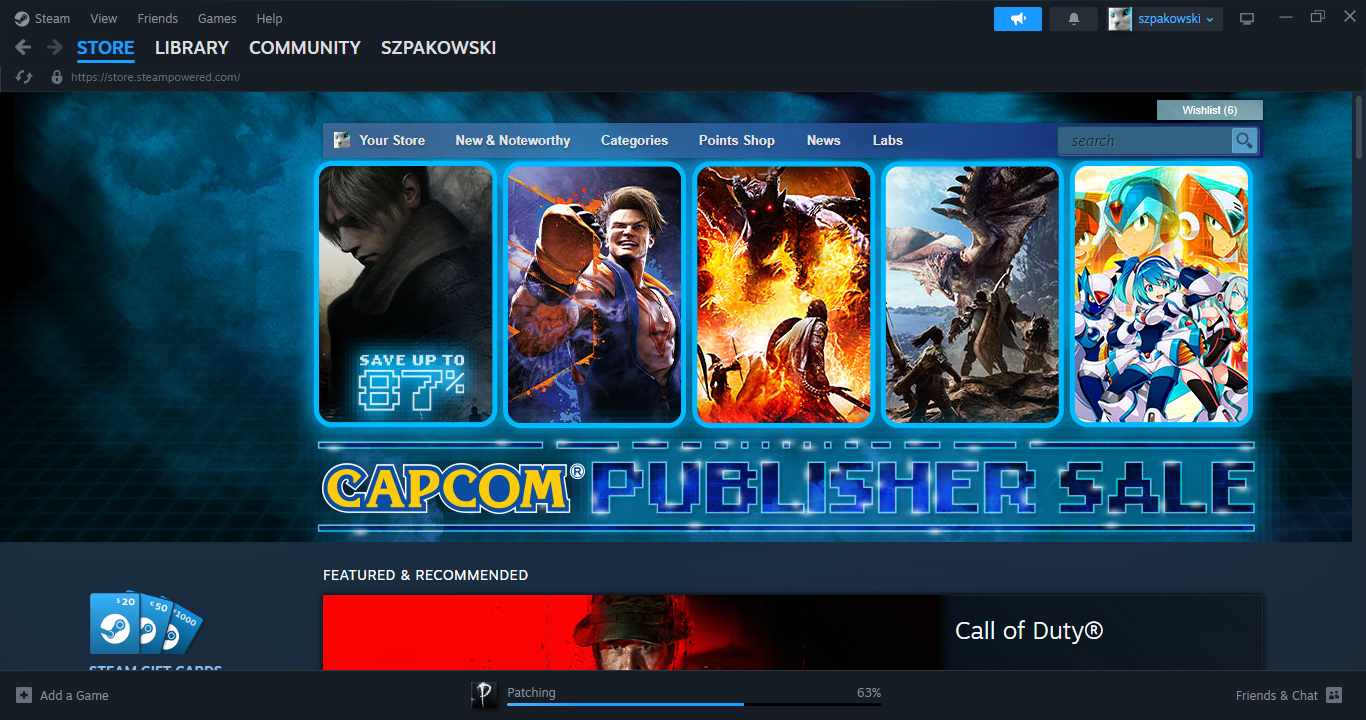 Steam View Friends Games Help szpakowski
STORE LIBRARY COMMUNITY SZPAKOWSKI
https://store.steampowered.com/
Wishlist (6)
Your Store New & Noteworthy Categories Points Shop News Labs search
SAVE UP TO
87%
CAPCOM® PUBLISHER SALE
FEATURED & RECOMMENDED
$20 €50 ¥1000
Call of Duty®
STEAM GIFT CARDS
Add a Game Patching 63% Friends & Chat